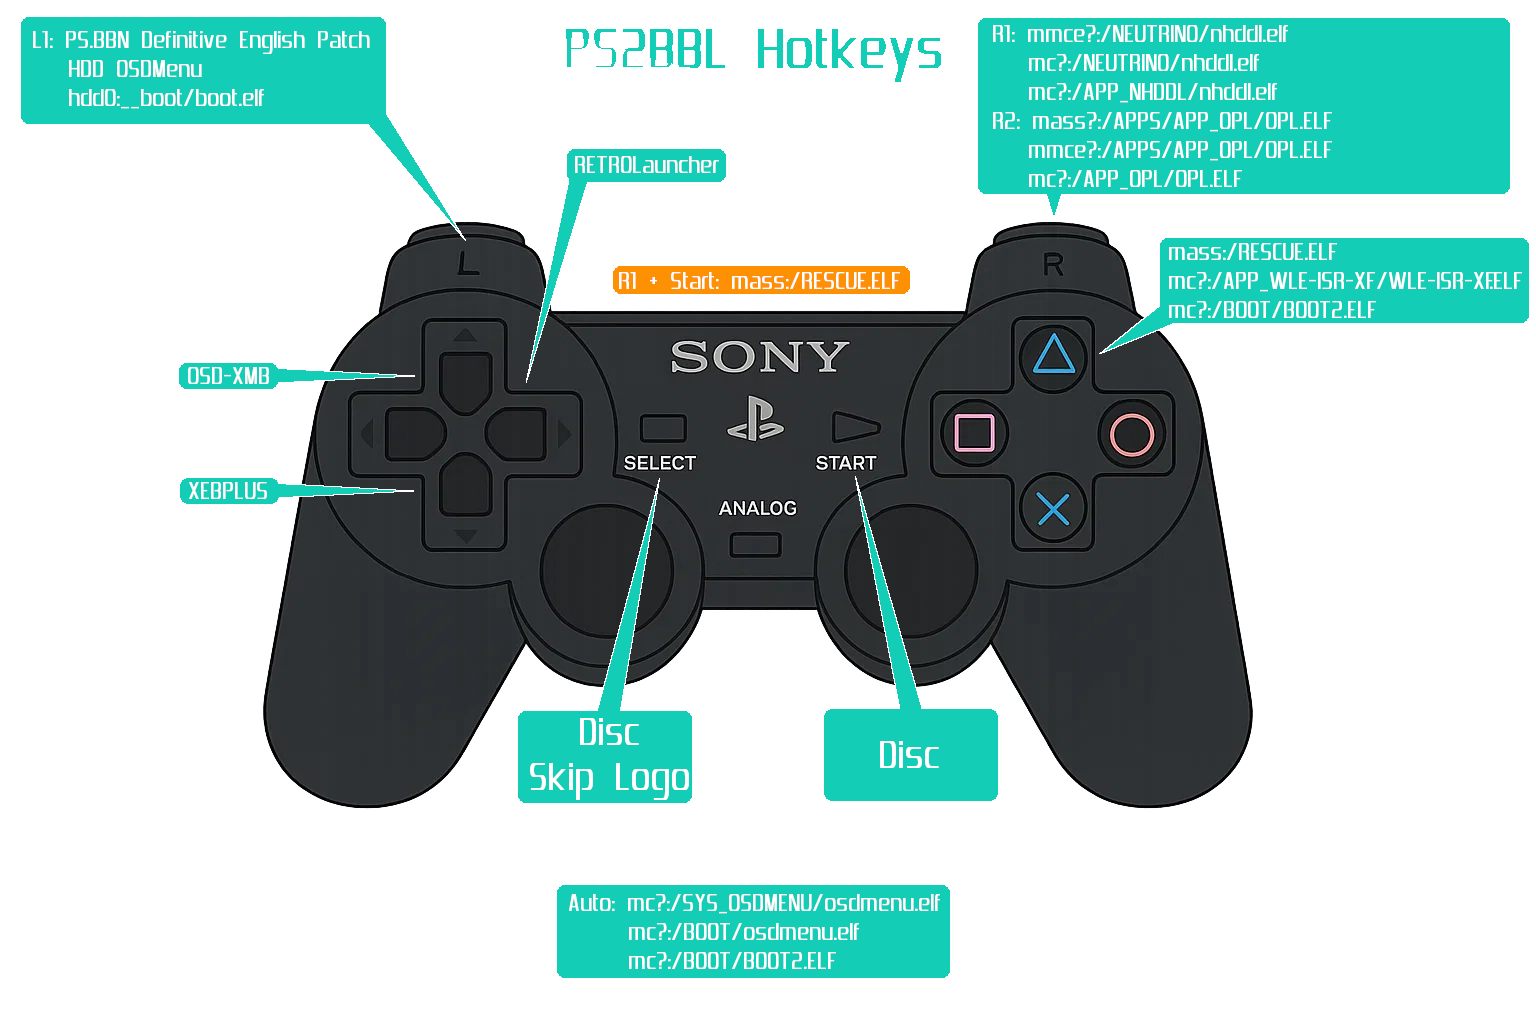 PS2BBL Hotkeys
L1: PS.BBN Definitive English Patch
HDD OSDMenu
hdd0:__boot/boot.elf
R1: mmce?:/NEUTRINO/nhddl.elf
mc?:/NEUTRINO/nhddl.elf
mc?:/APP_NHDDL/nhddl.elf
R2: mass?:/APPS/APP_OPL/OPL.ELF
mmce?:/APPS/APP_OPL/OPL.ELF
mc?:/APP_OPL/OPL.ELF
RETROLauncher
L
R
R1 + Start: mass:/RESCUE.ELF
mass:/RESCUE.ELF
mc?:/APP_WLE-ISR-XF/WLE-ISR-XF.ELF
mc?:/BOOT/BOOT2.ELF
SONY
OSD-XMB
XEBPLUS
SELECT
START
ANALOG
Disc
Skip Logo
Disc
Auto: mc?:/SYS_OSDMENU/osdmenu.elf
mc?:/BOOT/osdmenu.elf
mc?:/BOOT/BOOT2.ELF